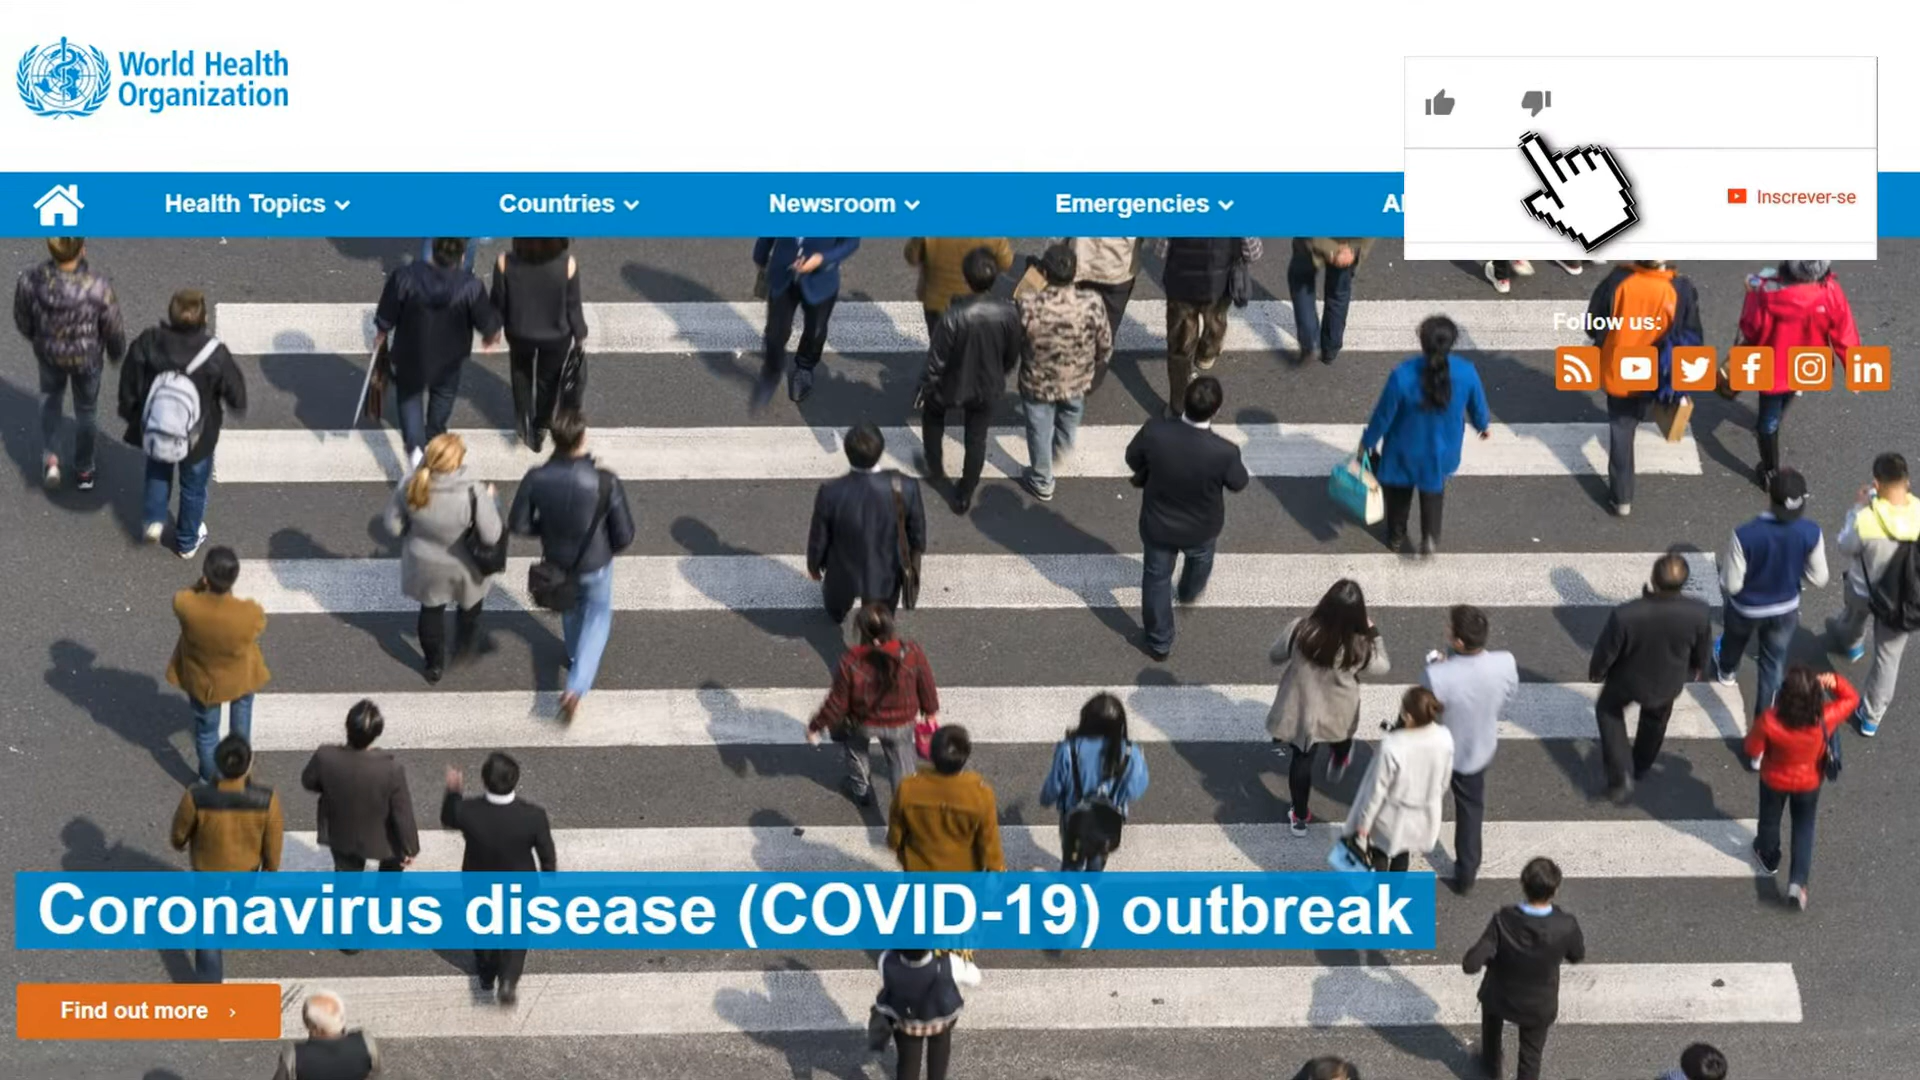 World Health
Organization
Health Topics
Countries
Newsroom
Emergencies
Inscrever-se
Follow us:
Coronavirus disease (COVID-19) outbreak
Find out more